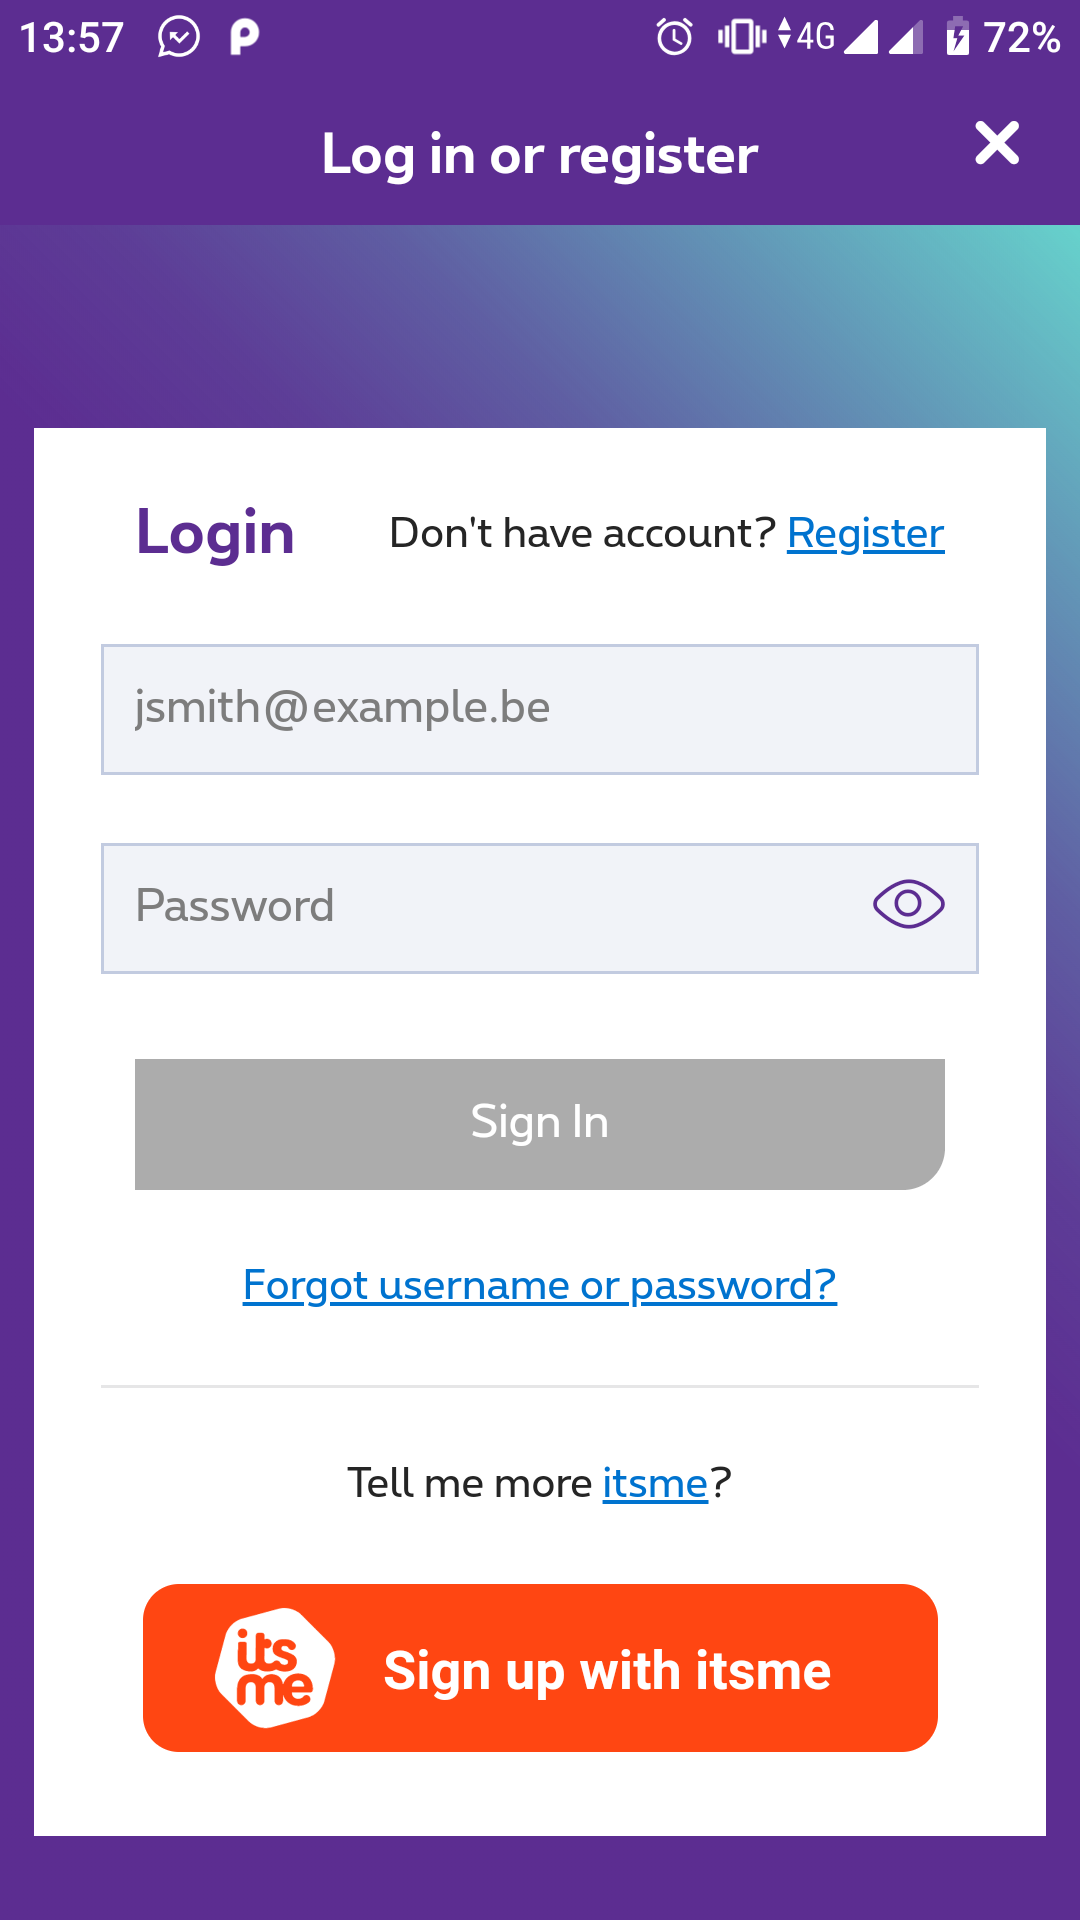 13:57 4G 72%
Log in or register
Login Don't have account? Register
jsmith@example.be
Password
Sign In
Forgot username or password?
Tell me more itsme?
its
me
Sign up with itsme